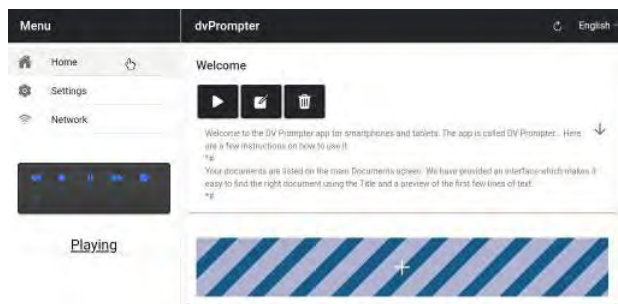 Menu
dvPrompter
English
Home
Settings
Network
Playing
Welcome
Welcome to the DV Prompter app for smartphones and tablets. The app is called DV Prompter... Here
are a few instructions on how to use it.
*#
Your documents are listed on the main Documents screen. We have provided an interface which makes it
easy to find the right document using the Title and a preview of the first few lines of text.
*#